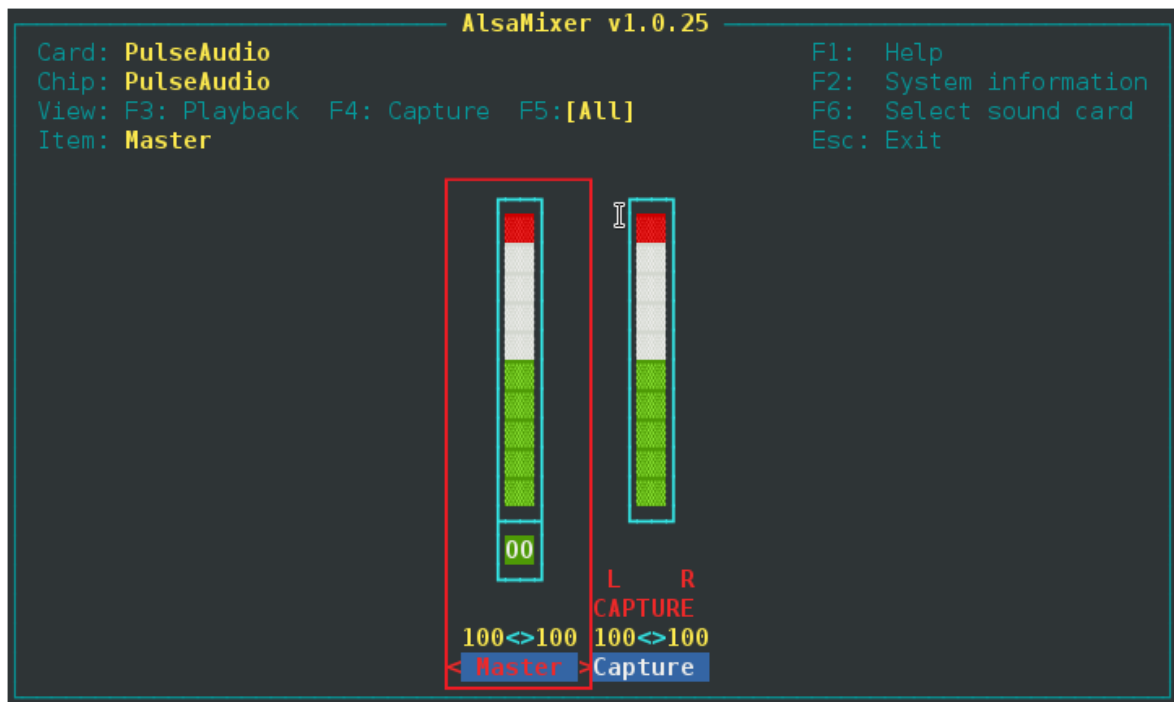 AlsaMixer v1.0.25
Card: PulseAudio
Chip: PulseAudio
View: F3: Playback F4: Capture F5:[All]
Item: Master
F1: Help
F2: System information
F6: Select sound card
Esc: Exit
OO
L R
CAPTURE
100<>100 100<>100
< Master >Capture